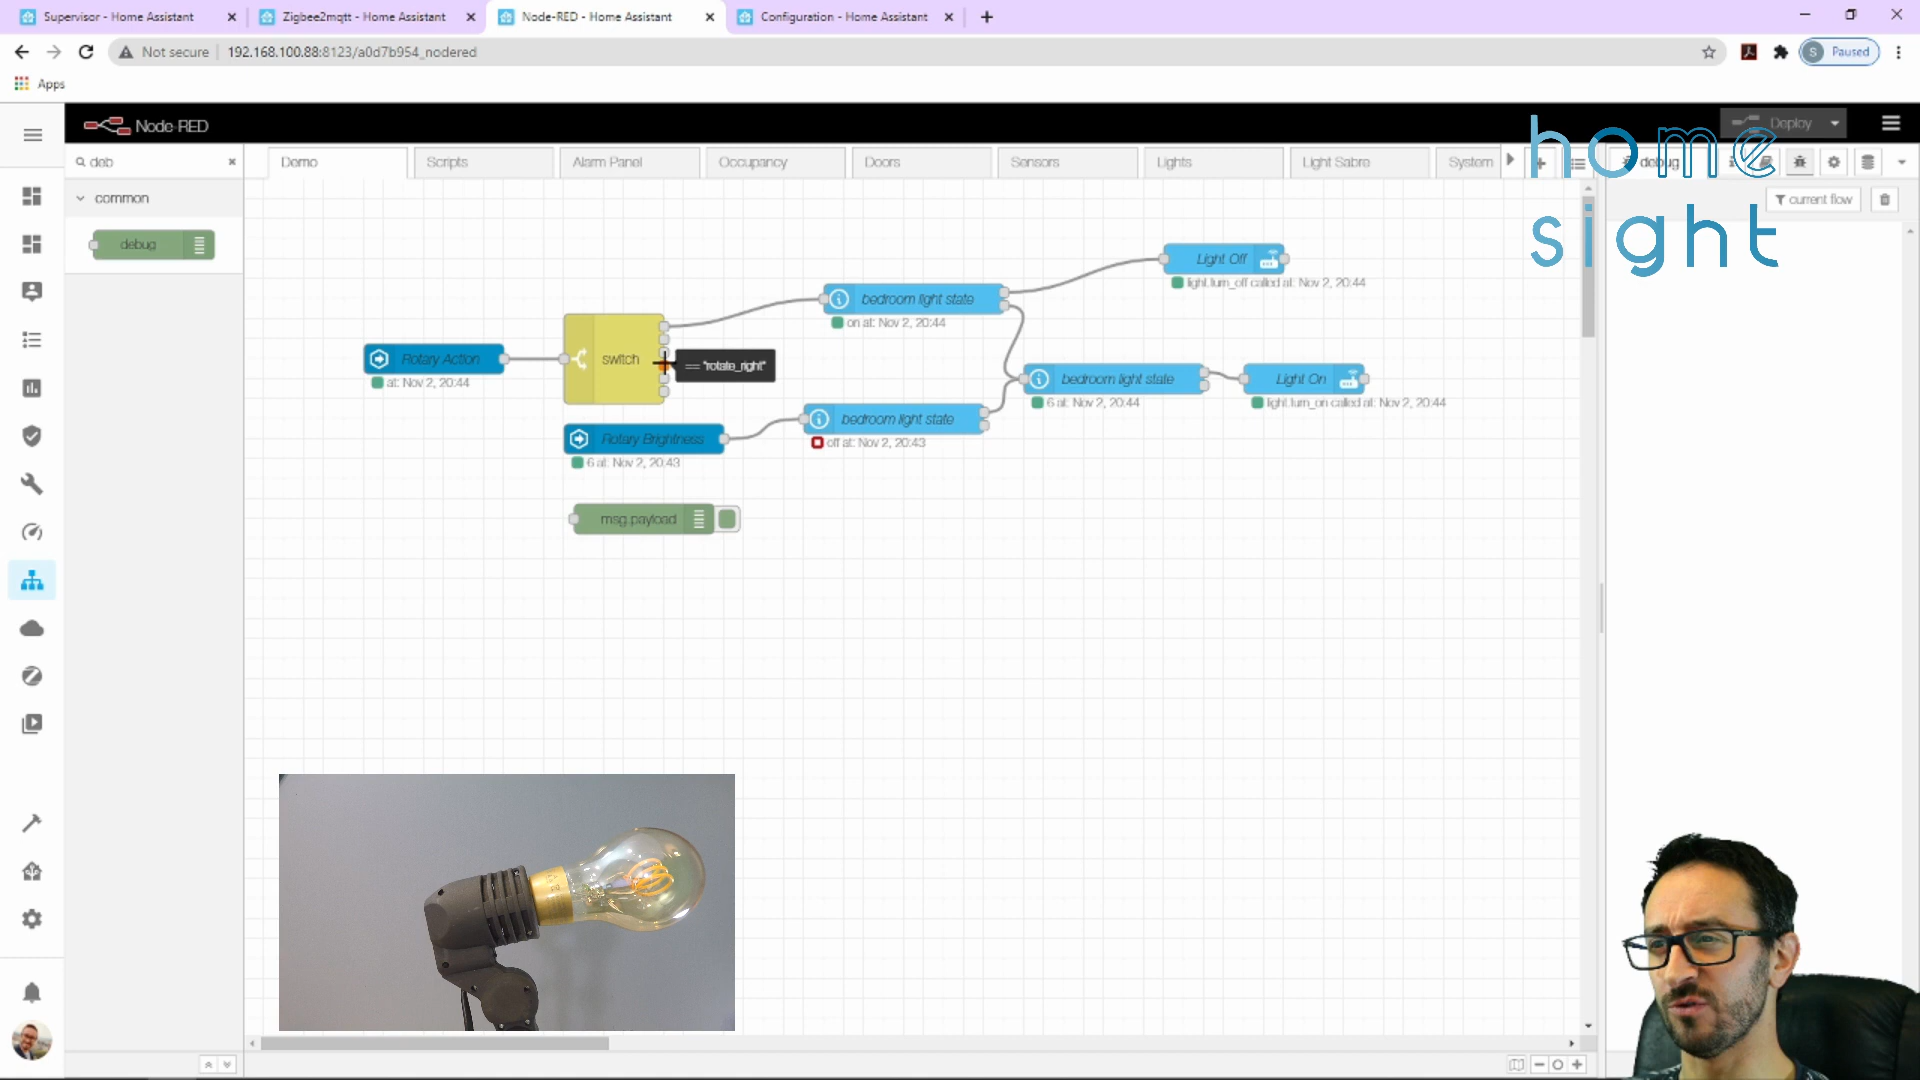 Supervisor - Home Assistant
Zigbee2mqtt - Home Assistant
Node-RED - Home Assistant
Configuration - Home Assistant
Not secure
192.168.100.88:8123/a0d7b954_nodered
S Paused
Apps
Node-RED
Deploy
home
sight
deb
Demo
Scripts
Alarm Panel
Occupancy
Doors
Sensors
Lights
Light Sabre
System
debug
common
current flow
debug
Light Off
light.turn_off called at: Nov 2, 20:44
bedroom light state
on at: Nov 2, 20:44
Rotary Action
at: Nov 2, 20:44
switch
== "rotate_right"
bedroom light state
6 at: Nov 2, 20:44
Light On
light.turn_on called at: Nov 2, 20:44
Rotary Brightness
6 at: Nov 2, 20:43
bedroom light state
off at: Nov 2, 20:43
msg.payload